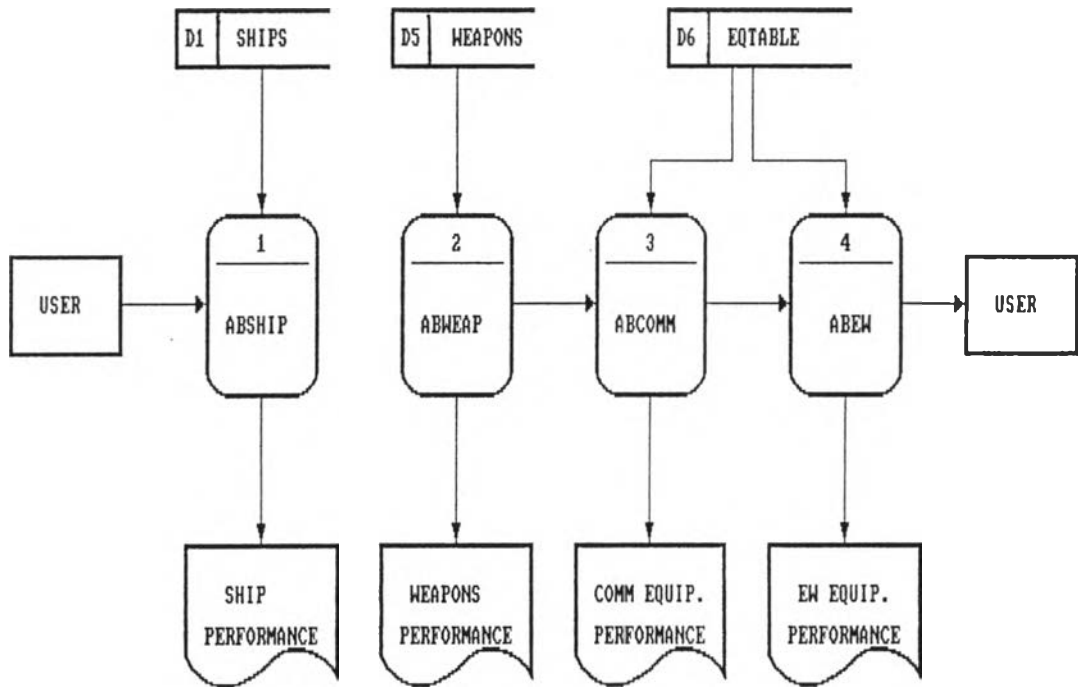 D1 SHIPS
D5 WEAPONS
D6 EQTABLE
1
2
3
4
USER
ABSHIP
ABWEAP
ABCOMM
ABEW
USER
SHIP
PERFORMANCE
WEAPONS
PERFORMANCE
COMM EQUIP.
PERFORMANCE
EW EQUIP.
PERFORMANCE